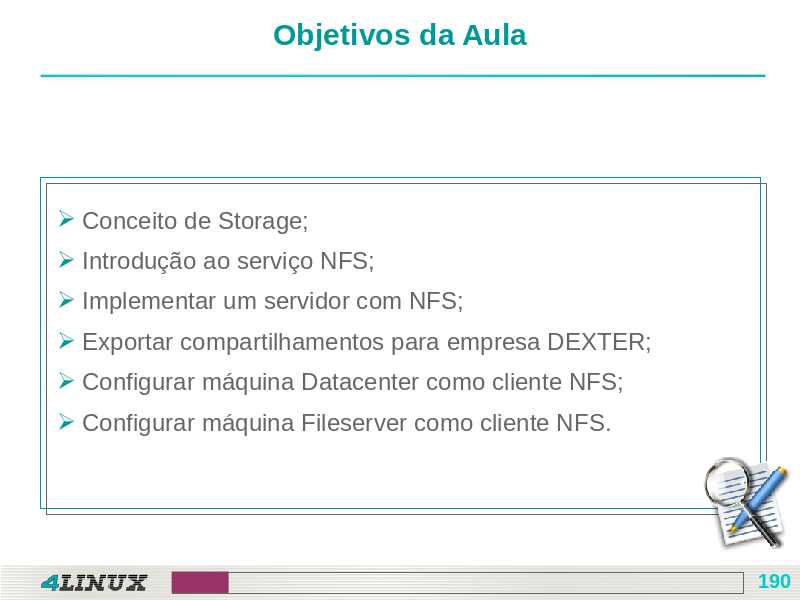 Objetivos da Aula
Conceito de Storage;
Introdução ao serviço NFS;
Implementar um servidor com NFS;
Exportar compartilhamentos para empresa DEXTER;
Configurar máquina Datacenter como cliente NFS;
Configurar máquina Fileserver como cliente NFS.
4LINUX
190